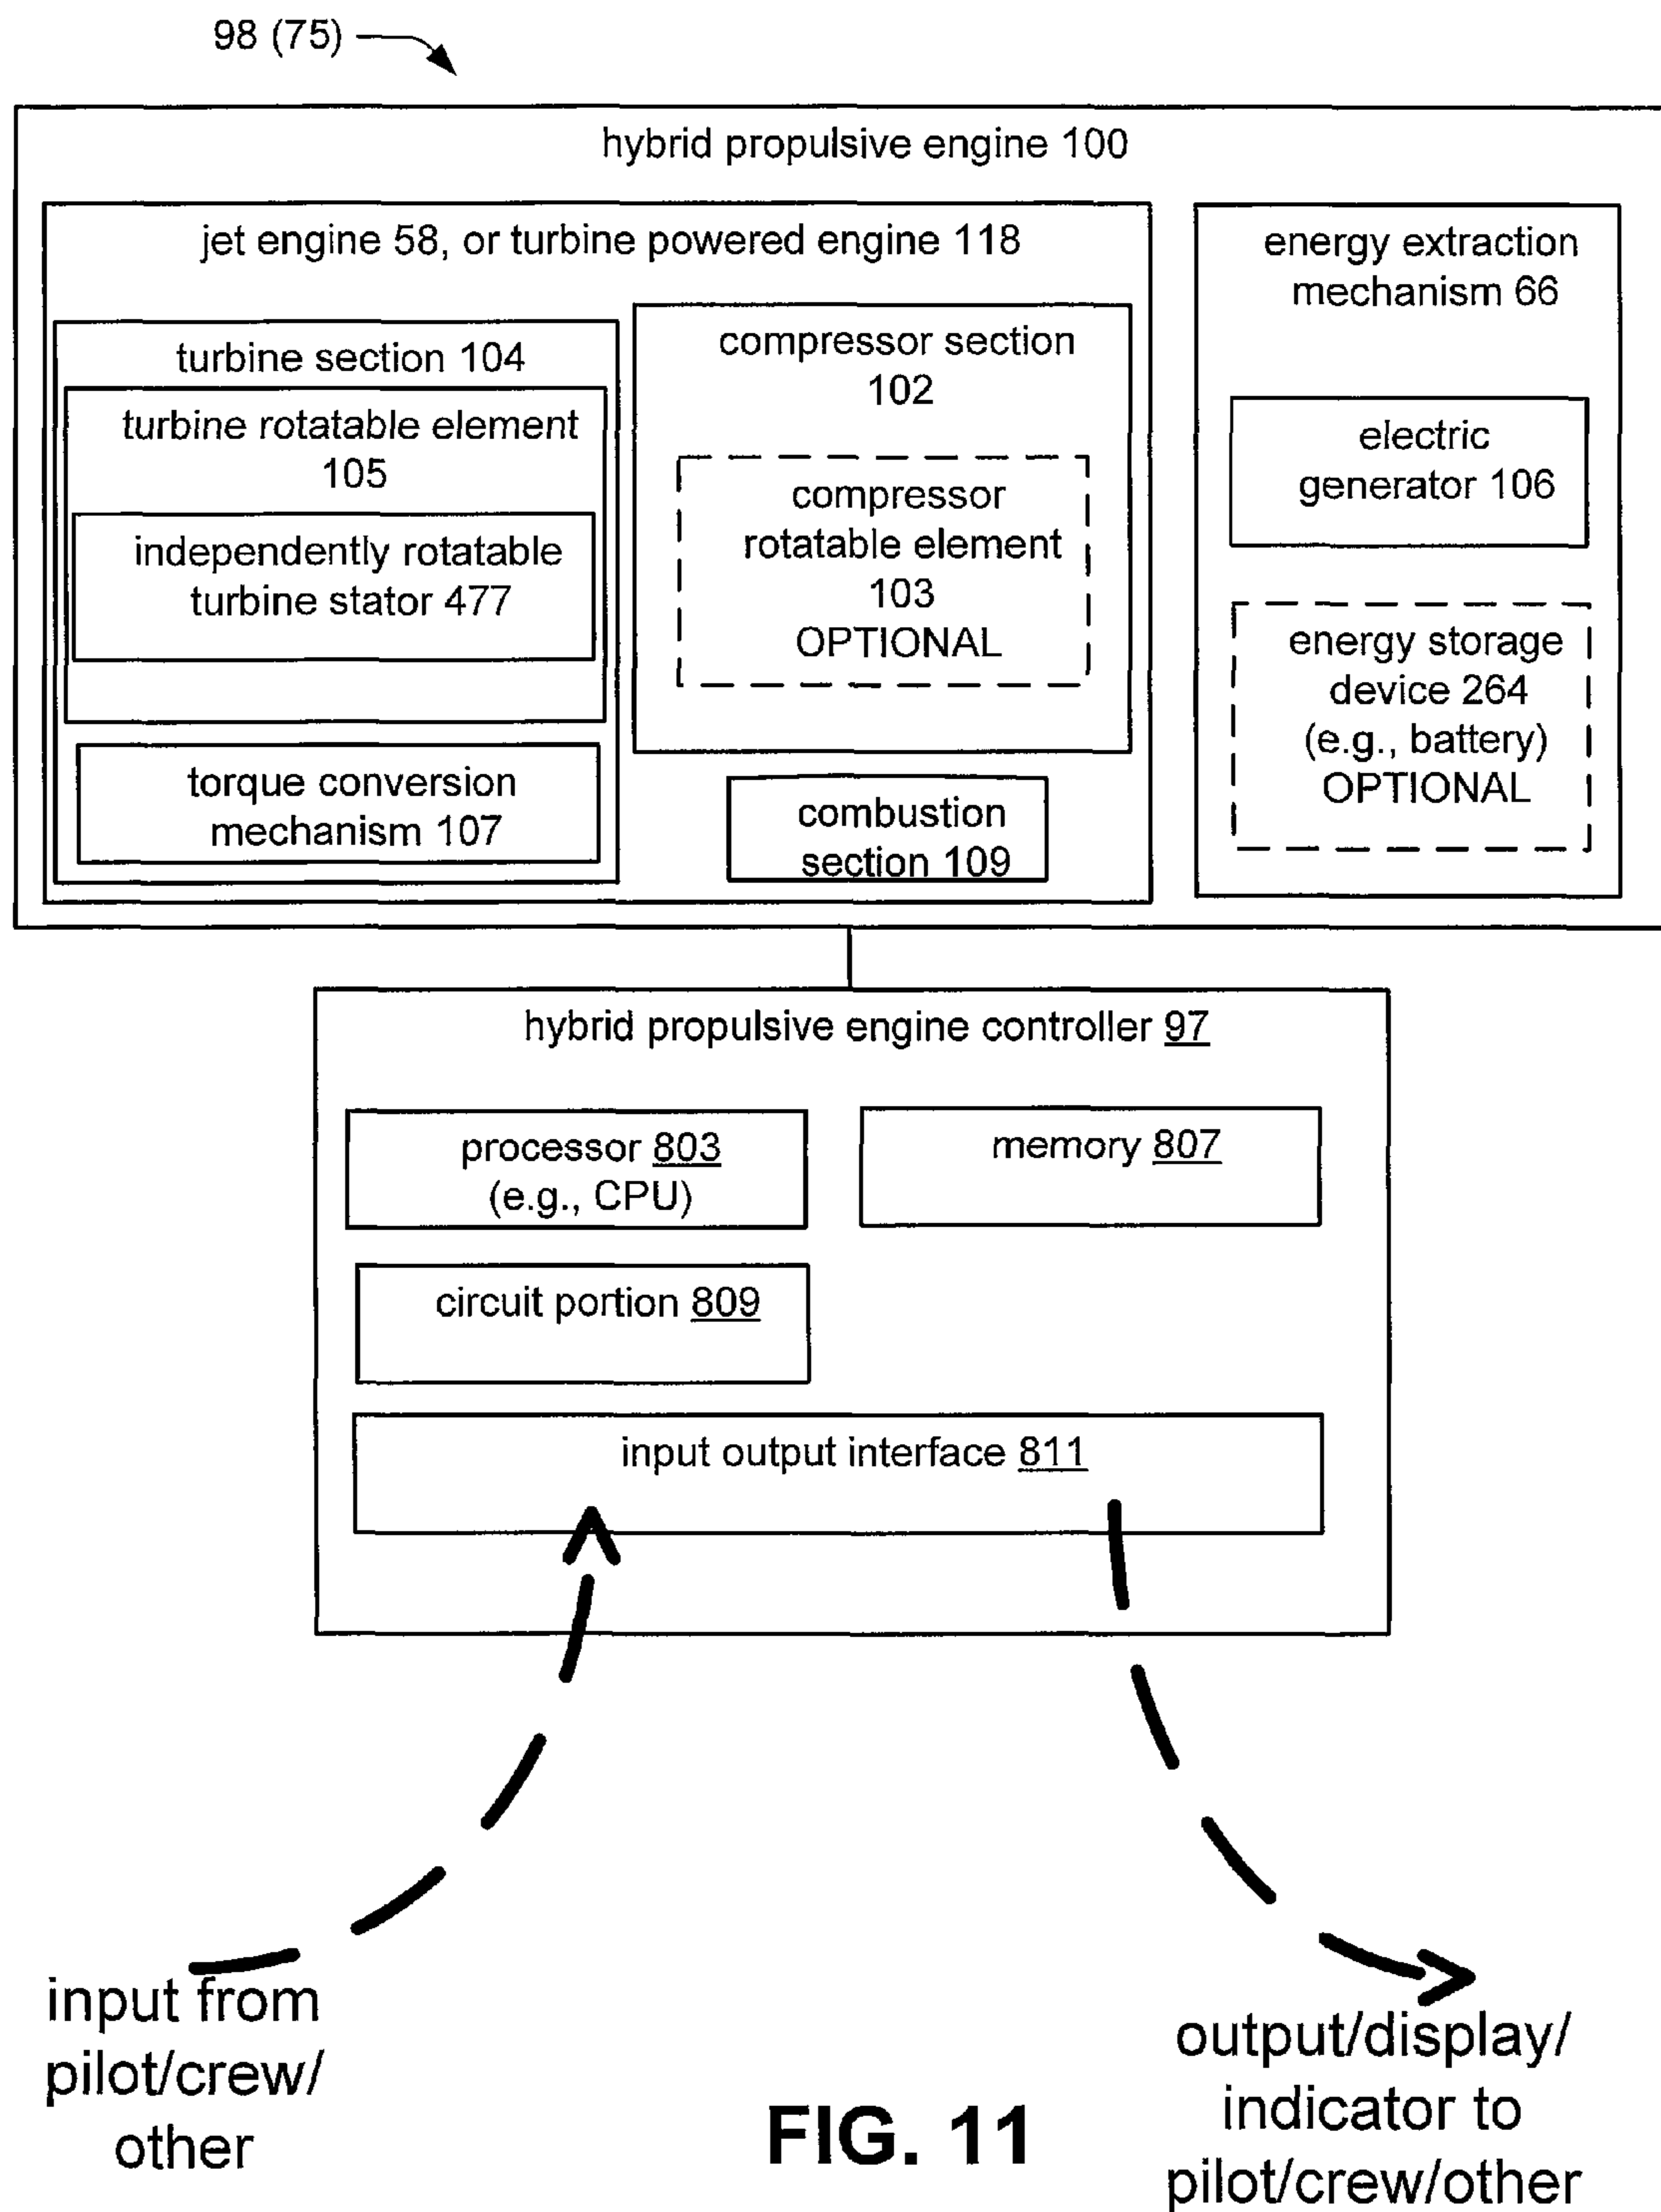 98 (75)
hybrid propulsive engine 100
jet engine 58, or turbine powered engine 118
turbine section 104
turbine rotatable element
105
independently rotatable
turbine stator 477
torque conversion
mechanism 107
compressor section
102
compressor
rotatable element
103
OPTIONAL
combustion
section 109
energy extraction
mechanism 66
electric
generator 106
energy storage
device 264
(e.g., battery)
OPTIONAL
hybrid propulsive engine controller 97
processor 803
(e.g., CPU)
memory 807
circuit portion 809
input output interface 811
input from
pilot/crew/
other
output/display/
indicator to
pilot/crew/other
FIG. 11